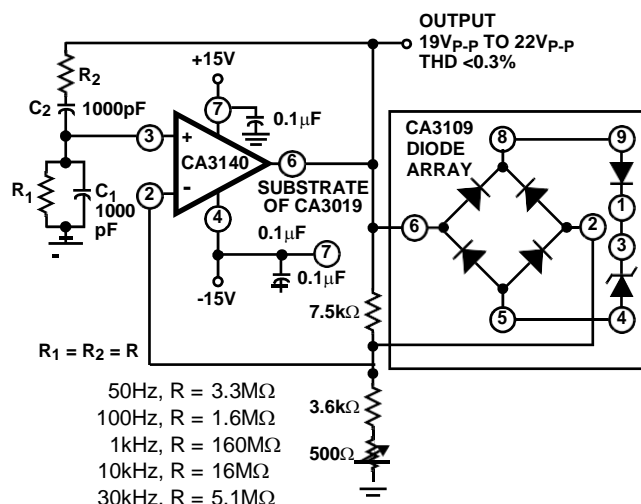 OUTPUT
19VP-P TO 22VP-P
THD <0.3%
+15V
R2
C2
1000pF
7
0.1μF
CA3109
DIODE
ARRAY
8
9
3
+
CA3140
6
SUBSTRATE
OF CA3019
R1
C1
1000
pF
2
-
4
0.1μF
7
0.1μF
-15V
6
2
1
3
5
4
7.5kΩ
R1 = R2 = R
50Hz, R = 3.3MΩ
100Hz, R = 1.6MΩ
1kHz, R = 160MΩ
10kHz, R = 16MΩ
30kHz, R = 5.1MΩ
3.6kΩ
500Ω